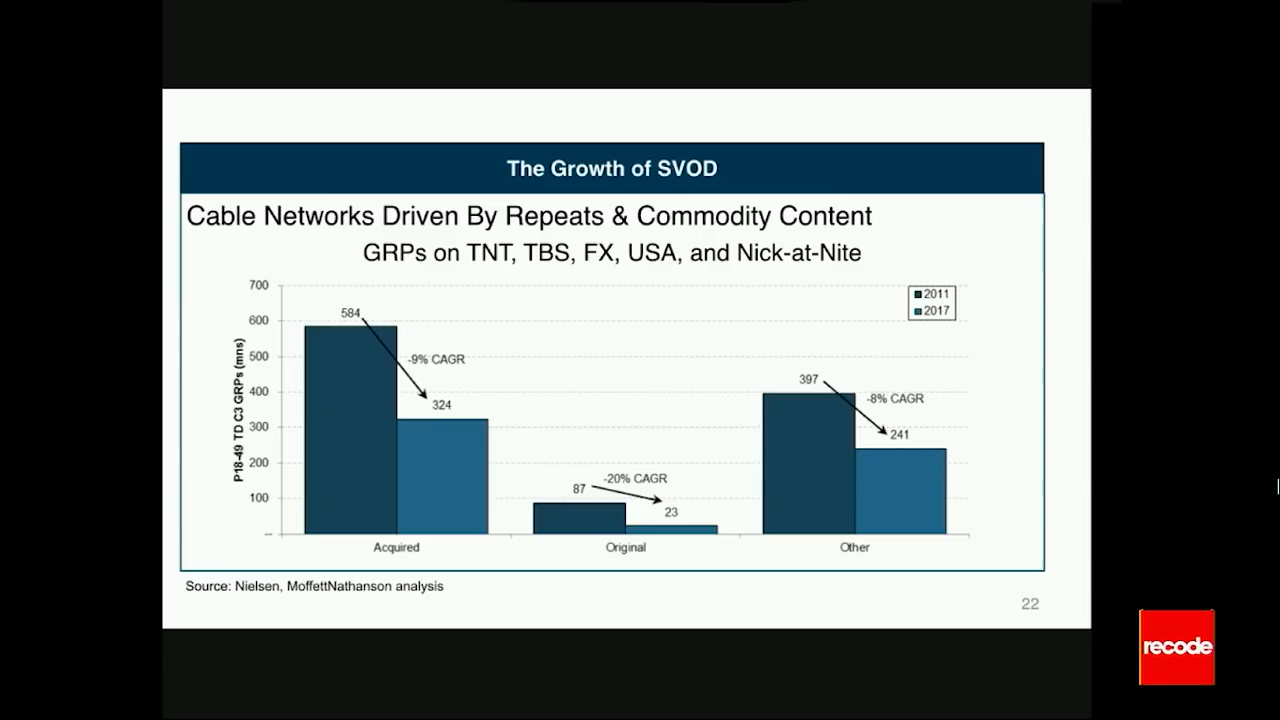 The Growth of SVOD
Cable Networks Driven By Repeats & Commodity Content
GRPs on TNT, TBS, FX, USA, and Nick-at-Nite
P18-49 TD C3 GRPs (mns)
700
600
500
400
300
200
100
–
2011
2017
584
-9% CAGR
324
87
-20% CAGR
23
397
-8% CAGR
241
Acquired
Original
Other
Source: Nielsen, MoffettNathanson analysis
22
recode